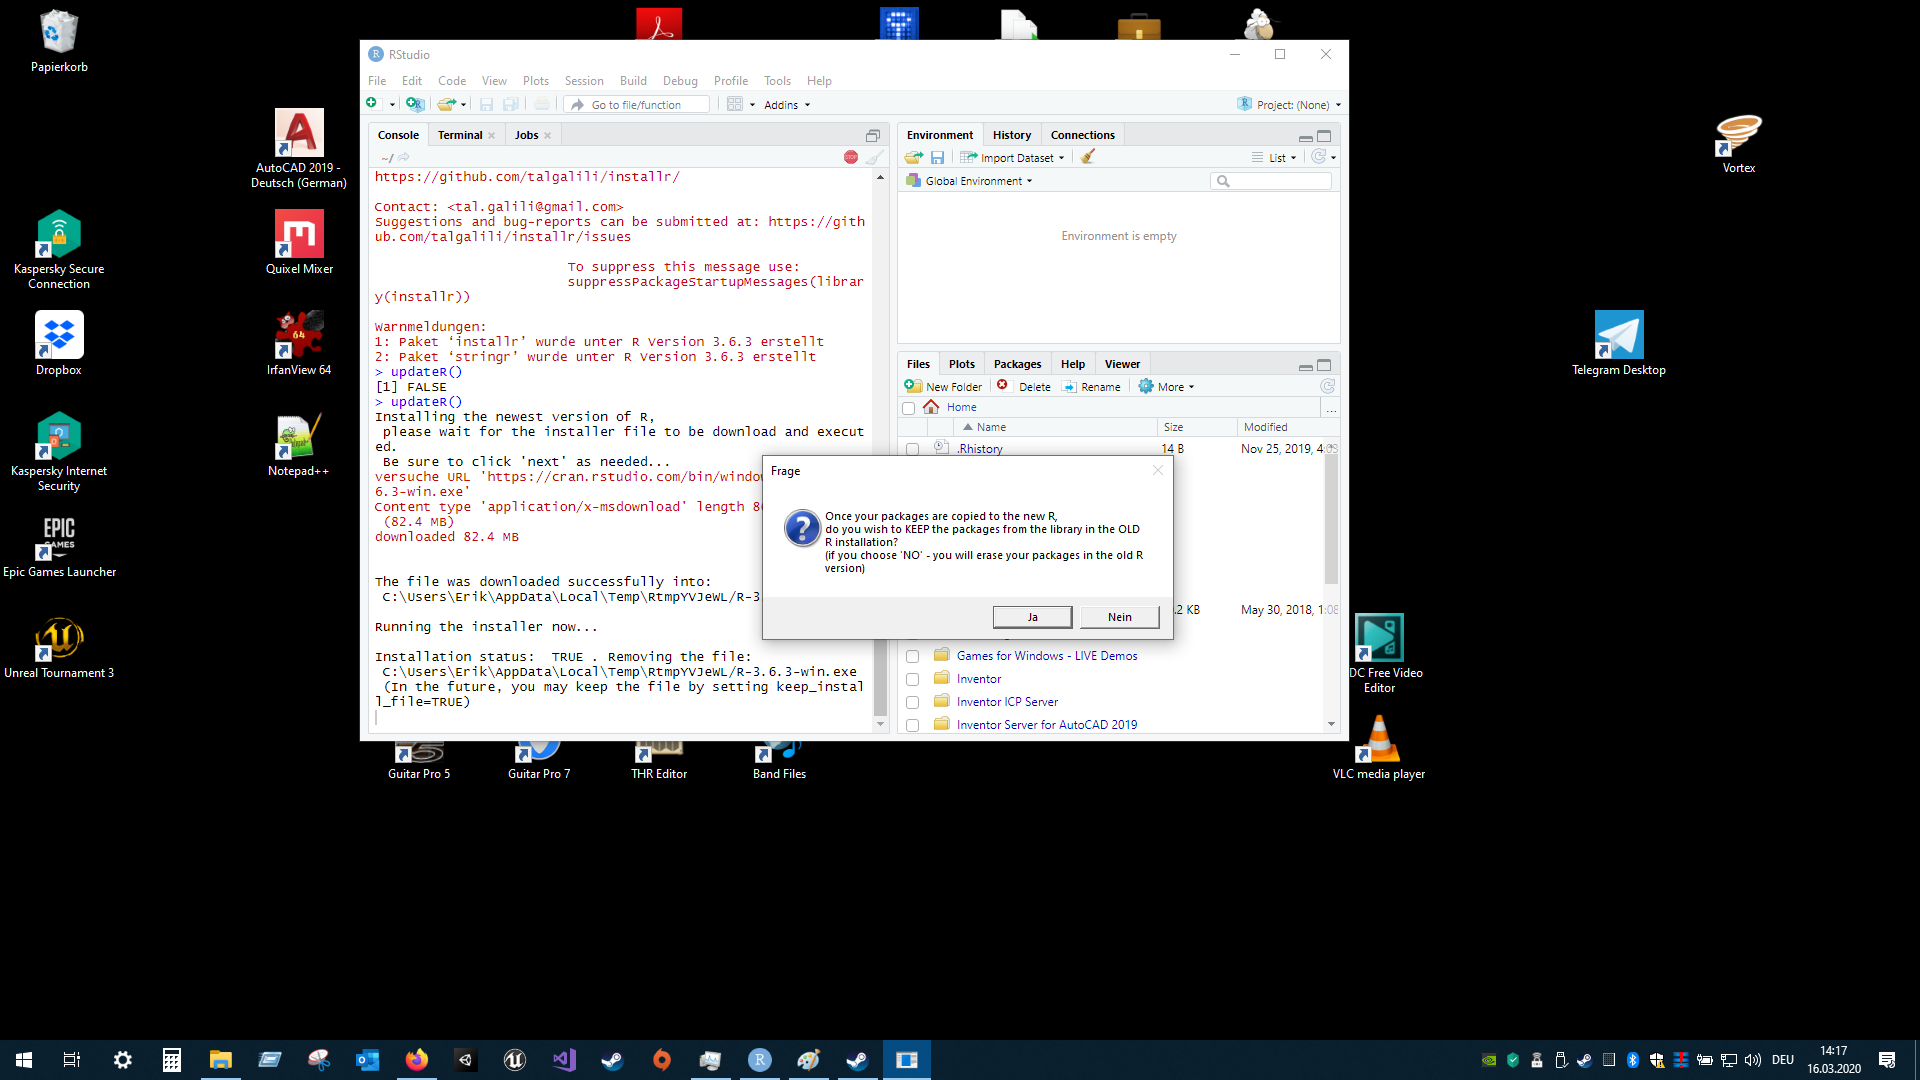 Papierkorb
AutoCAD 2019 -
Deutsch (German)
Kaspersky Secure
Connection
Quixel Mixer
Dropbox
IrfanView 64
Kaspersky Internet
Security
Notepad++
EPIC
GAMES
Epic Games Launcher
Unreal Tournament 3
Vortex
Telegram Desktop
DC Free Video
Editor
VLC media player
Guitar Pro 5
Guitar Pro 7
THR Editor
Band Files
RStudio
File Edit Code View Plots Session Build Debug Profile Tools Help
Go to file/function
Addins
Project: (None)
Console Terminal Jobs
~/
https://github.com/talgalili/installr/
Contact: <tal.galili@gmail.com>
Suggestions and bug-reports can be submitted at: https://gith
ub.com/talgalili/installr/issues
To suppress this message use:
suppressPackageStartupMessages(librar
y(installr))
Warnmeldungen:
1: Paket ‘installr’ wurde unter R Version 3.6.3 erstellt
2: Paket ‘stringr’ wurde unter R Version 3.6.3 erstellt
> updateR()
[1] FALSE
> updateR()
Installing the newest version of R,
please wait for the installer file to be download and execut
ed.
Be sure to click 'next' as needed...
versuche URL 'https://cran.rstudio.com/bin/windo
6.3-win.exe'
Content type 'application/x-msdownload' length 8
(82.4 MB)
downloaded 82.4 MB
The file was downloaded successfully into:
C:\Users\Erik\AppData\Local\Temp\RtmpYVJeWL/R-3.
Running the installer now...
Installation status: TRUE . Removing the file:
C:\Users\Erik\AppData\Local\Temp\RtmpYVJeWL/R-3.6.3-win.exe
(In the future, you may keep the file by setting keep_instal
l_file=TRUE)
Environment History Connections
Import Dataset
List
Global Environment
Environment is empty
Files Plots Packages Help Viewer
New Folder Delete Rename More
Home
...
Name Size Modified
.Rhistory 14 B Nov 25, 2019, 4:0
.2 KB May 30, 2018, 1:08
Games for Windows - LIVE Demos
Inventor
Inventor ICP Server
Inventor Server for AutoCAD 2019
Frage
Once your packages are copied to the new R,
do you wish to KEEP the packages from the library in the OLD
R installation?
(if you choose 'NO' - you will erase your packages in the old R
version)
Ja
Nein
DEU
14:17
16.03.2020